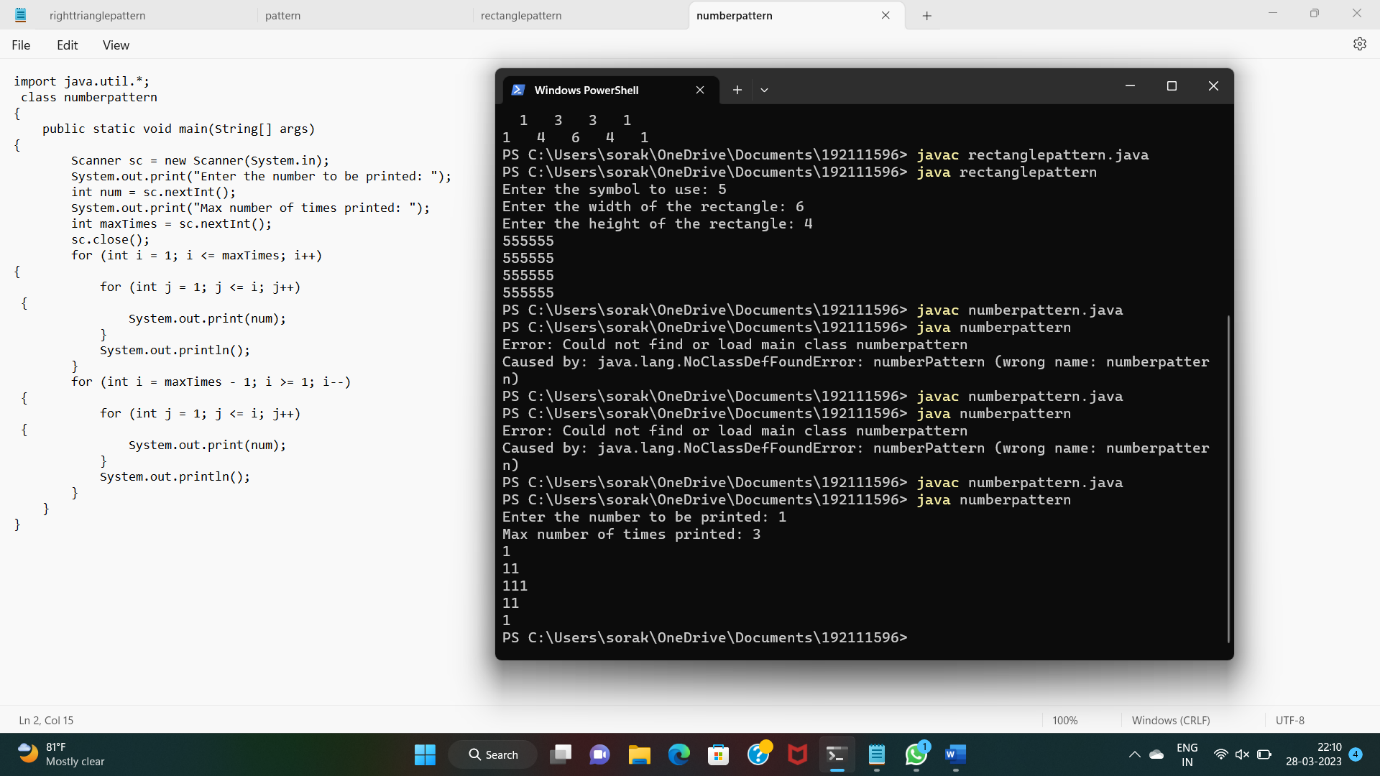 righttrianglepattern
pattern
rectanglepattern
numberpattern
File Edit View
import java.util.*;
 class numberpattern
{
    public static void main(String[] args)
{
        Scanner sc = new Scanner(System.in);
        System.out.print("Enter the number to be printed: ");
        int num = sc.nextInt();
        System.out.print("Max number of times printed: ");
        int maxTimes = sc.nextInt();
        sc.close();
        for (int i = 1; i <= maxTimes; i++)
{
            for (int j = 1; j <= i; j++)
 {
                System.out.print(num);
            }
            System.out.println();
        }
        for (int i = maxTimes - 1; i >= 1; i--)
 {
            for (int j = 1; j <= i; j++)
 {
                System.out.print(num);
            }
            System.out.println();
        }
    }
}
Windows PowerShell
  1   3   3   1
1   4   6   4   1
PS C:\Users\sorak\OneDrive\Documents\192111596> javac rectanglepattern.java
PS C:\Users\sorak\OneDrive\Documents\192111596> java rectanglepattern
Enter the symbol to use: 5
Enter the width of the rectangle: 6
Enter the height of the rectangle: 4
555555
555555
555555
555555
PS C:\Users\sorak\OneDrive\Documents\192111596> javac numberpattern.java
PS C:\Users\sorak\OneDrive\Documents\192111596> java numberpattern
Error: Could not find or load main class numberpattern
Caused by: java.lang.NoClassDefFoundError: numberPattern (wrong name: numberpatter
n)
PS C:\Users\sorak\OneDrive\Documents\192111596> javac numberpattern.java
PS C:\Users\sorak\OneDrive\Documents\192111596> java numberpattern
Error: Could not find or load main class numberpattern
Caused by: java.lang.NoClassDefFoundError: numberPattern (wrong name: numberpatter
n)
PS C:\Users\sorak\OneDrive\Documents\192111596> javac numberpattern.java
PS C:\Users\sorak\OneDrive\Documents\192111596> java numberpattern
Enter the number to be printed: 1
Max number of times printed: 3
1
11
111
11
1
PS C:\Users\sorak\OneDrive\Documents\192111596>
Ln 2, Col 15
100%
Windows (CRLF)
UTF-8
81°F
Mostly clear
Search
1
W
ENG
IN
22:10
28-03-2023
4